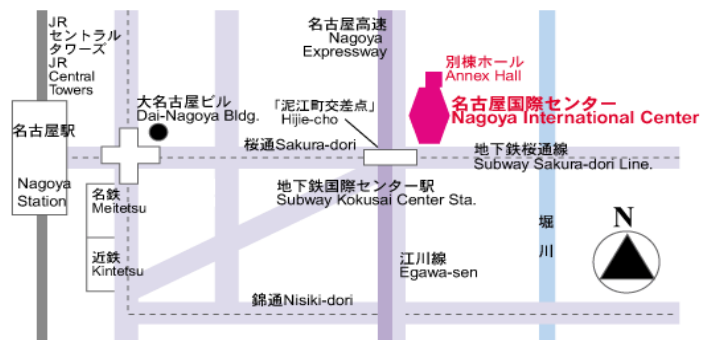 JR
セントラル
タワーズ
JR
Central
Towers
名古屋高速
Nagoya
Expressway
別棟ホール
Annex Hall
大名古屋ビル
Dai-Nagoya Bldg.
「泥江町交差点」
Hijie-cho
名古屋国際センター
Nagoya International Center
名古屋駅
桜通Sakura-dori
地下鉄桜通線
Subway Sakura-dori Line.
Nagoya
Station
名鉄
Meitetsu
地下鉄国際センター駅
Subway Kokusai Center Sta.
堀川
N
近鉄
Kintetsu
江川線
Egawa-sen
錦通Nisiki-dori